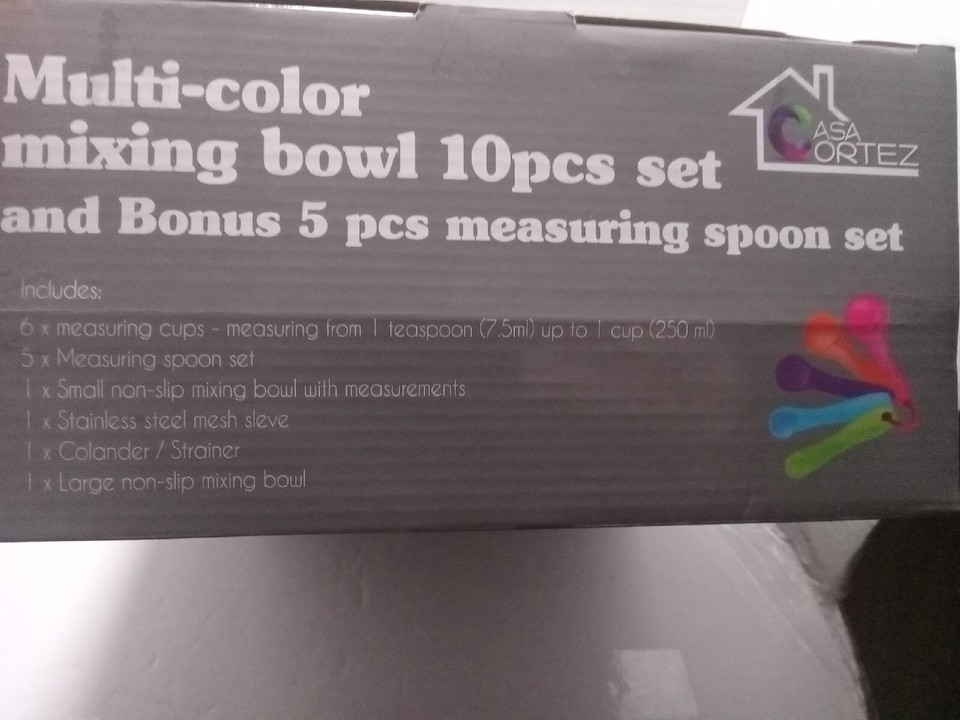 Multi-color
mixing bowl 10pcs set
and Bonus 5 pcs measuring spoon set
CASA
CORTEZ
Includes:
6 x measuring cups - measuring from 1 teaspoon (7.5ml) up to 1 cup (250 ml)
5 x Measuring spoon set
1 x Small non-slip mixing bowl with measurements
1 x Stainless steel mesh sleve
1 x Colander / Strainer
1 x Large non-slip mixing bowl